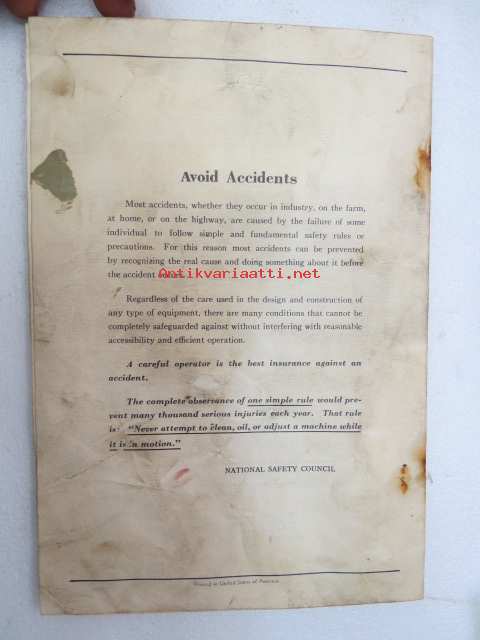 Avoid Accidents
Most accidents, whether they occur in industry, on the farm,
at home, or on the highway, are caused by the failure of some
individual to follow simple and fundamental safety rules or
precautions. For this reason most accidents can be prevented
by recognizing the real cause and doing something about it before
the accident occurs.
Antikvariaatti.net
Regardless of the care used in the design and construction of
any type of equipment, there are many conditions that cannot be
completely safeguarded against without interfering with reasonable
accessibility and efficient operation.
A careful operator is the best insurance against an
accident.
The complete observance of one simple rule would pre-
vent many thousand serious injuries each year. That rule
is: "Never attempt to clean, oil, or adjust a machine while
it is in motion."
NATIONAL SAFETY COUNCIL
Printed in United States of America